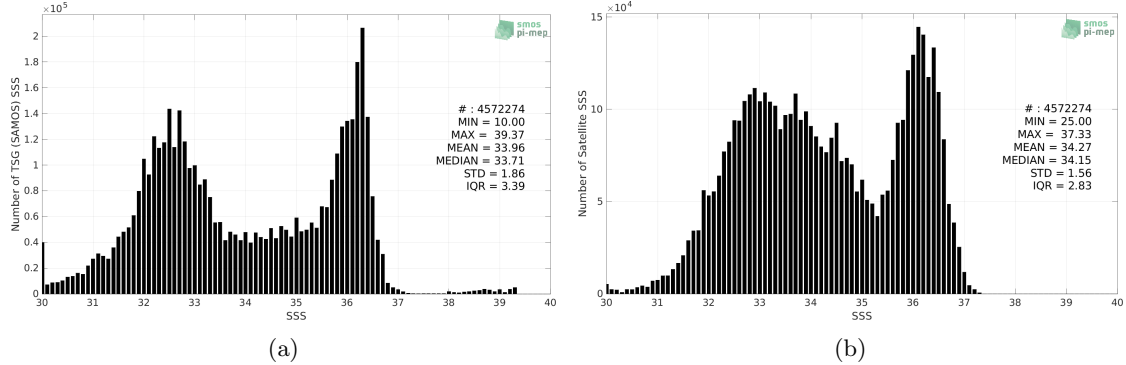 ×10^5
smos
pi-mep
2
1.8
1.6
1.4
1.2
1
0.8
0.6
0.4
0.2
0
Number of TSG (SAMOS) SSS
# : 4572274
MIN = 10.00
MAX = 39.37
MEAN = 33.96
MEDIAN = 33.71
STD = 1.86
IQR = 3.39
30 31 32 33 34 35 36 37 38 39 40
SSS
(a)
×10^4
smos
pi-mep
15
10
5
0
Number of Satellite SSS
# : 4572274
MIN = 25.00
MAX = 37.33
MEAN = 34.27
MEDIAN = 34.15
STD = 1.56
IQR = 2.83
30 31 32 33 34 35 36 37 38 39 40
SSS
(b)